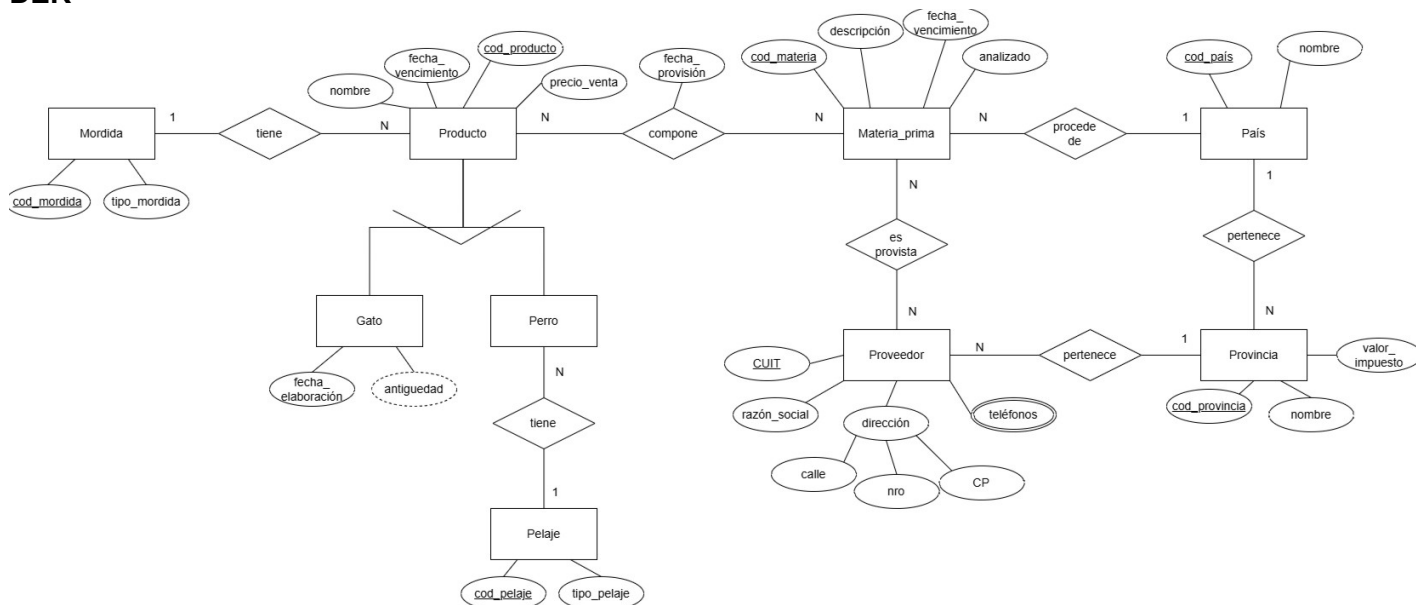 DER
fecha_
vencimiento
cod_producto
nombre
precio_venta
fecha_
provisión
cod_materia
descripción
fecha_
vencimiento
analizado
cod_país
nombre
Mordida
1
tiene
N
Producto
N
compone
N
Materia_prima
N
procede
de
1
País
cod_mordida
tipo_mordida
N
es
provista
N
1
pertenece
N
Gato
Perro
fecha_
elaboración
antiguedad
N
tiene
1
Pelaje
cod_pelaje
tipo_pelaje
Proveedor
N
pertenece
1
Provincia
valor_
impuesto
CUIT
razón_social
dirección
teléfonos
calle
nro
CP
cod_provincia
nombre